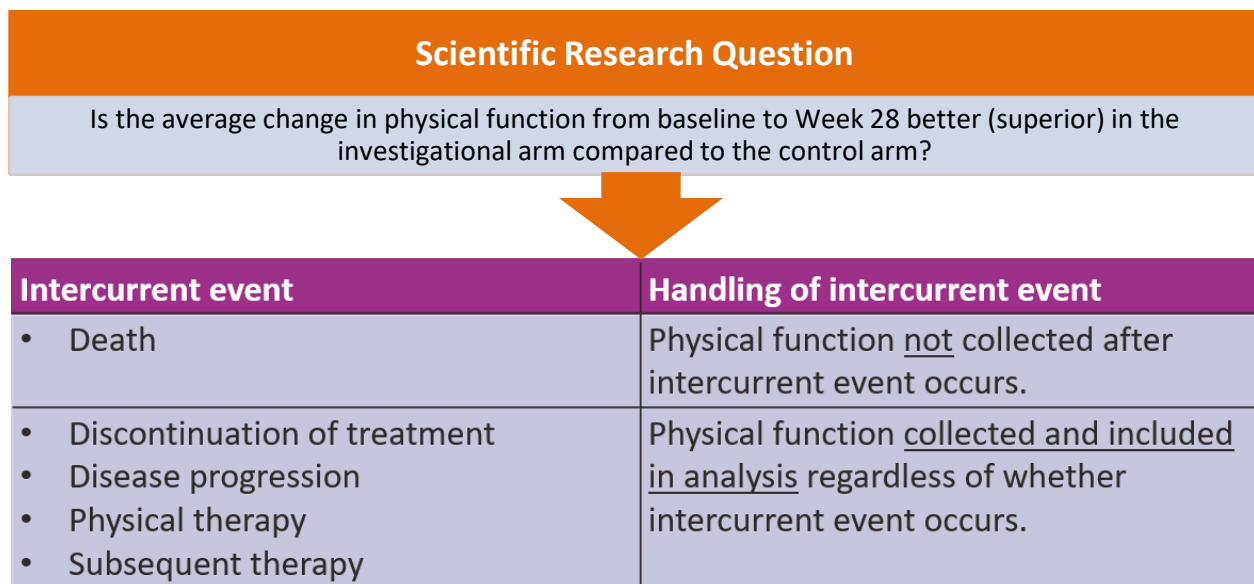 Scientific Research Question
Is the average change in physical function from baseline to Week 28 better (superior) in the
investigational arm compared to the control arm?
Intercurrent event
Handling of intercurrent event
• Death
Physical function not collected after
intercurrent event occurs.
• Discontinuation of treatment
• Disease progression
• Physical therapy
• Subsequent therapy
Physical function collected and included
in analysis regardless of whether
intercurrent event occurs.